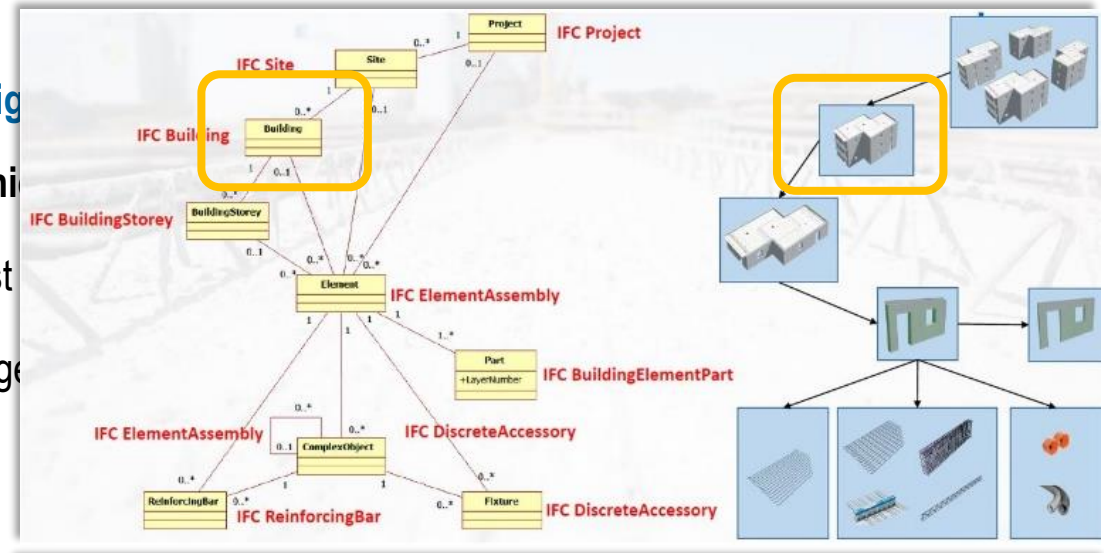 Project
IFC Project
0..*
1
Site
IFC Site
0..1
1
0..1
0..*
Building
IFC Building
1
0..1
0..*
BuildingStorey
IFC BuildingStorey
0..1
0..*
0..*
0..*
0..*
Element
IFC ElementAssembly
1
1
1
1
1..*
Part
+LayerNumber
IFC BuildingElementPart
0..*
IFC ElementAssembly
0..*
IFC DiscreteAccessory
0..1
ComplexObject
0..*
1
1
0..*
ReinforcingBar
0..*
0..*
Fixture
IFC ReinforcingBar
IFC DiscreteAccessory